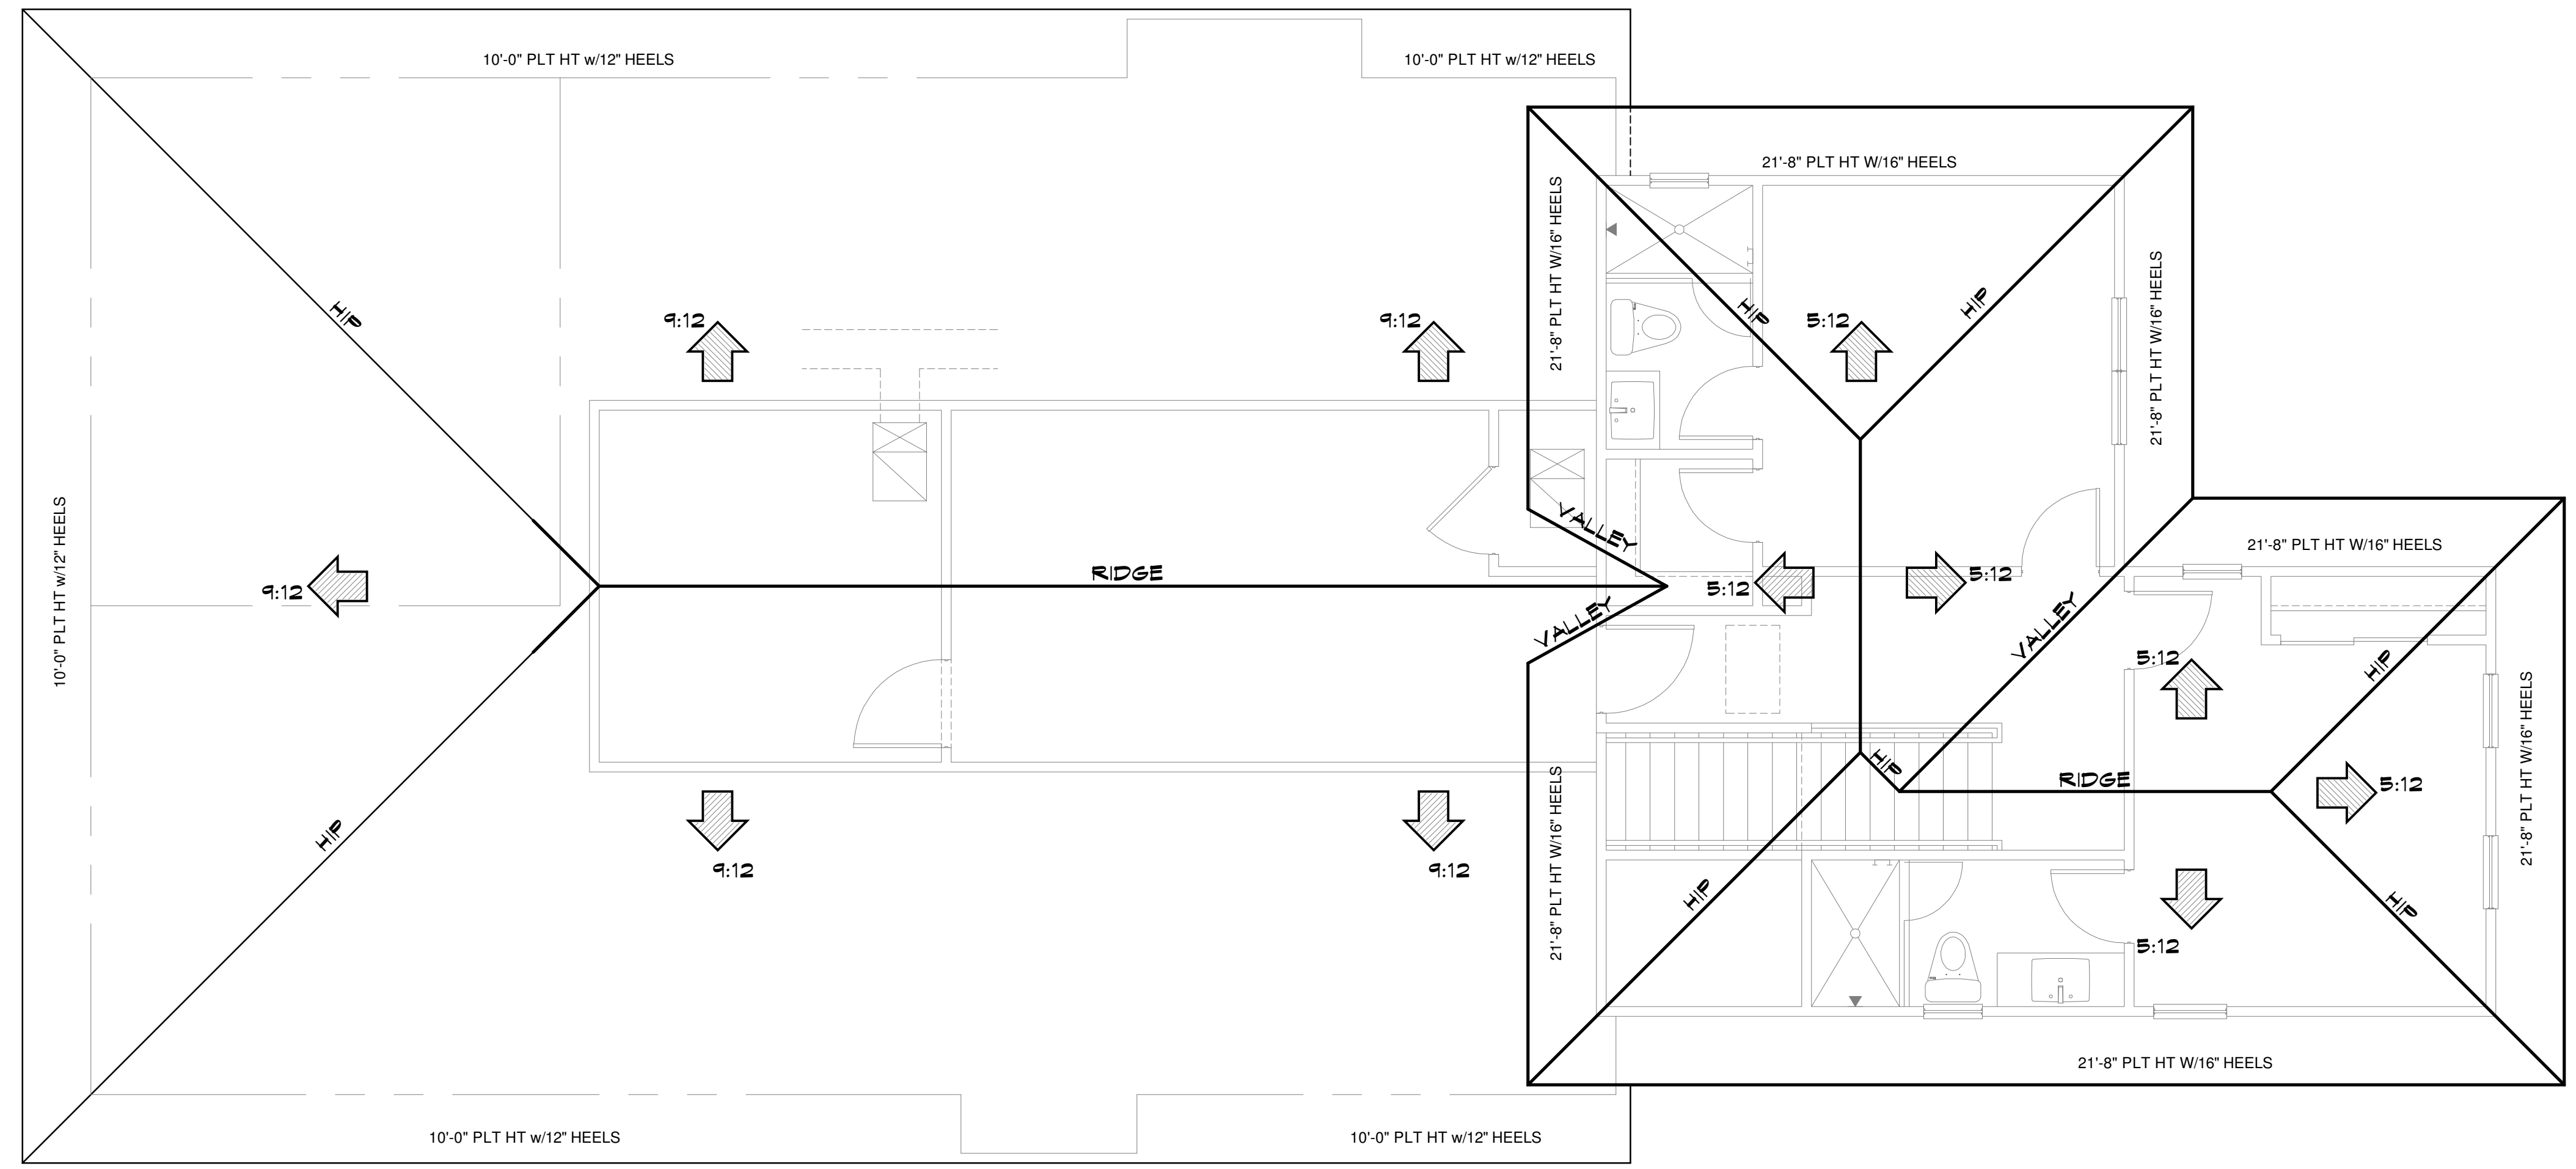 10'-0" PLT HT w/12" HEELS
10'-0" PLT HT w/12" HEELS
21'-8" PLT HT W/16" HEELS
21'-8" PLT HT W/16" HEELS
21'-8" PLT HT W/16" HEELS
HIP
HIP
HIP
9:12
9:12
5:12
10'-0" PLT HT w/12" HEELS
VALLEY
21'-8" PLT HT W/16" HEELS
RIDGE
9:12
5:12
5:12
VALLEY
VALLEY
5:12
HIP
21'-8" PLT HT W/16" HEELS
HIP
RIDGE
5:12
HIP
9:12
9:12
HIP
HIP
21'-8" PLT HT W/16" HEELS
5:12
21'-8" PLT HT W/16" HEELS
10'-0" PLT HT w/12" HEELS
10'-0" PLT HT w/12" HEELS